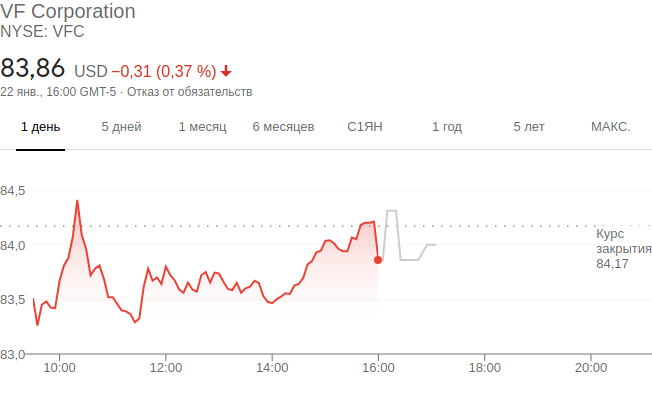 VF Corporation
NYSE: VFC
83,86 USD −0,31 (0,37 %)
22 янв., 16:00 GMT-5 · Отказ от обязательств
1 день 5 дней 1 месяц 6 месяцев С1ЯН 1 год 5 лет МАКС.
84,5
84,0
83,5
83,0
Курс
закрытия
84,17
10:00 12:00 14:00 16:00 18:00 20:00